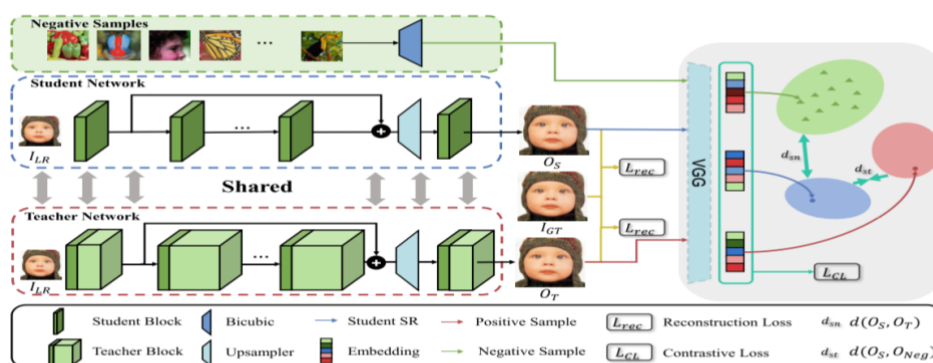 Negative Samples
...
Student Network
I_LR
...
O_S
L_rec
Shared
VGG
d_sn
d_st
I_GT
L_rec
Teacher Network
I_LR
...
O_T
L_CL
Student Block
Bicubic
Student SR
Positive Sample
L_rec Reconstruction Loss
d_sn d(O_S, O_T)
Teacher Block
Upsampler
Embedding
Negative Sample
L_CL Contrastive Loss
d_st d(O_S, O_Neg)